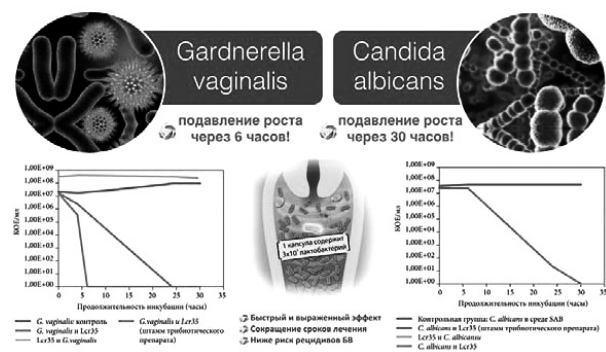 Gardnerella
vaginalis
подавление роста
через 6 часов!
Candida
albicans
подавление роста
через 30 часов!
КОЕ/мл
1,00E+09
1,00E+08
1,00E+07
1,00E+06
1,00E+05
1,00E+04
1,00E+03
1,00E+02
1,00E+01
1,00E+00
0 5 10 15 20 25 30 35
Продолжительность инкубации (часы)
G. vaginalis контроль
G. vaginalis и Lcr35
Lcr35 и G.vaginalis
G.vaginalis и Lcr35
(штамм трибиотического
препарата)
1 капсула содержит
3x10⁷ лактобактерий
Быстрый и выраженный эффект
Сокращение сроков лечения
Ниже риск рецидивов БВ
КОЕ/мл
1,00E+09
1,00E+08
1,00E+07
1,00E+06
1,00E+05
1,00E+04
1,00E+03
1,00E+02
1,00E+01
1,00E+00
0 5 10 15 20 25 30 35
Продолжительность инкубации (часы)
Контрольная группа: C. albicans в среде SAB
C. albicans и Lcr35 (штамм трибиотического
препарата)
Lcr35 и C. albicans
C. albicans и Lcr35